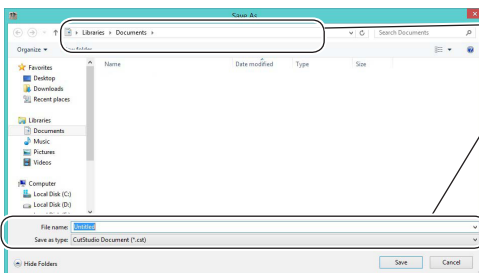 Save As
Libraries ▸ Documents ▸
Search Documents
Organize ▾
Name Date modified Type Size
Favorites
Desktop
Downloads
Recent places
Libraries
Documents
Music
Pictures
Videos
Computer
Local Disk (C:)
Local Disk (D:)
File name: Untitled
Save as type: CutStudio Document (*.cst)
Hide Folders
Save Cancel